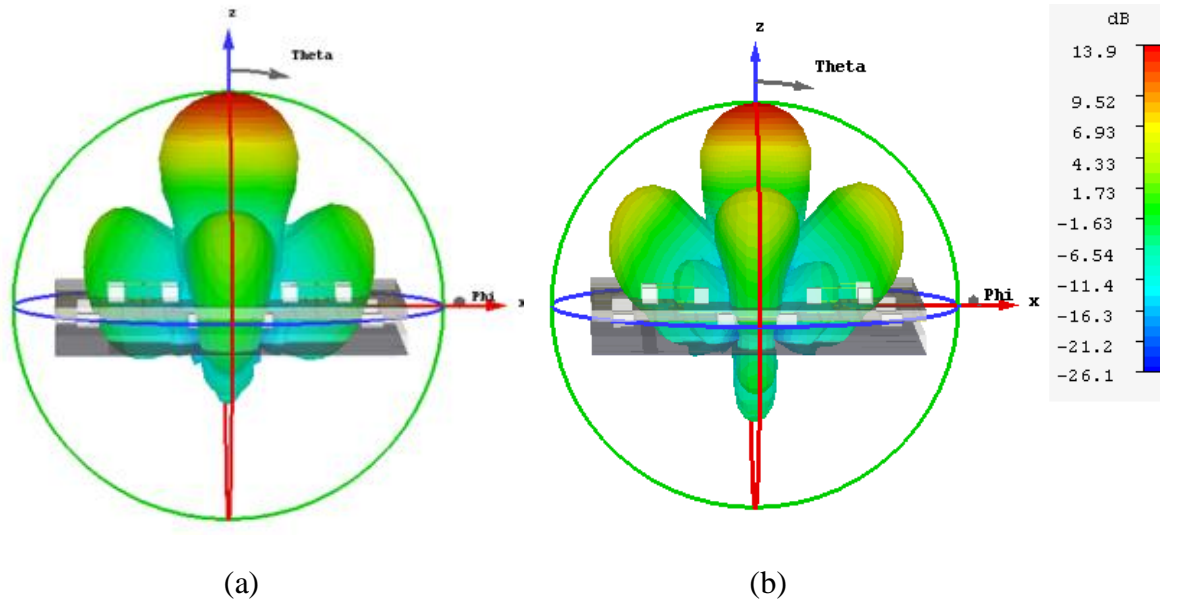 z
Theta
Phi
x
(a)
z
Theta
Phi
x
(b)
dB
13.9
9.52
6.93
4.33
1.73
-1.63
-6.54
-11.4
-16.3
-21.2
-26.1